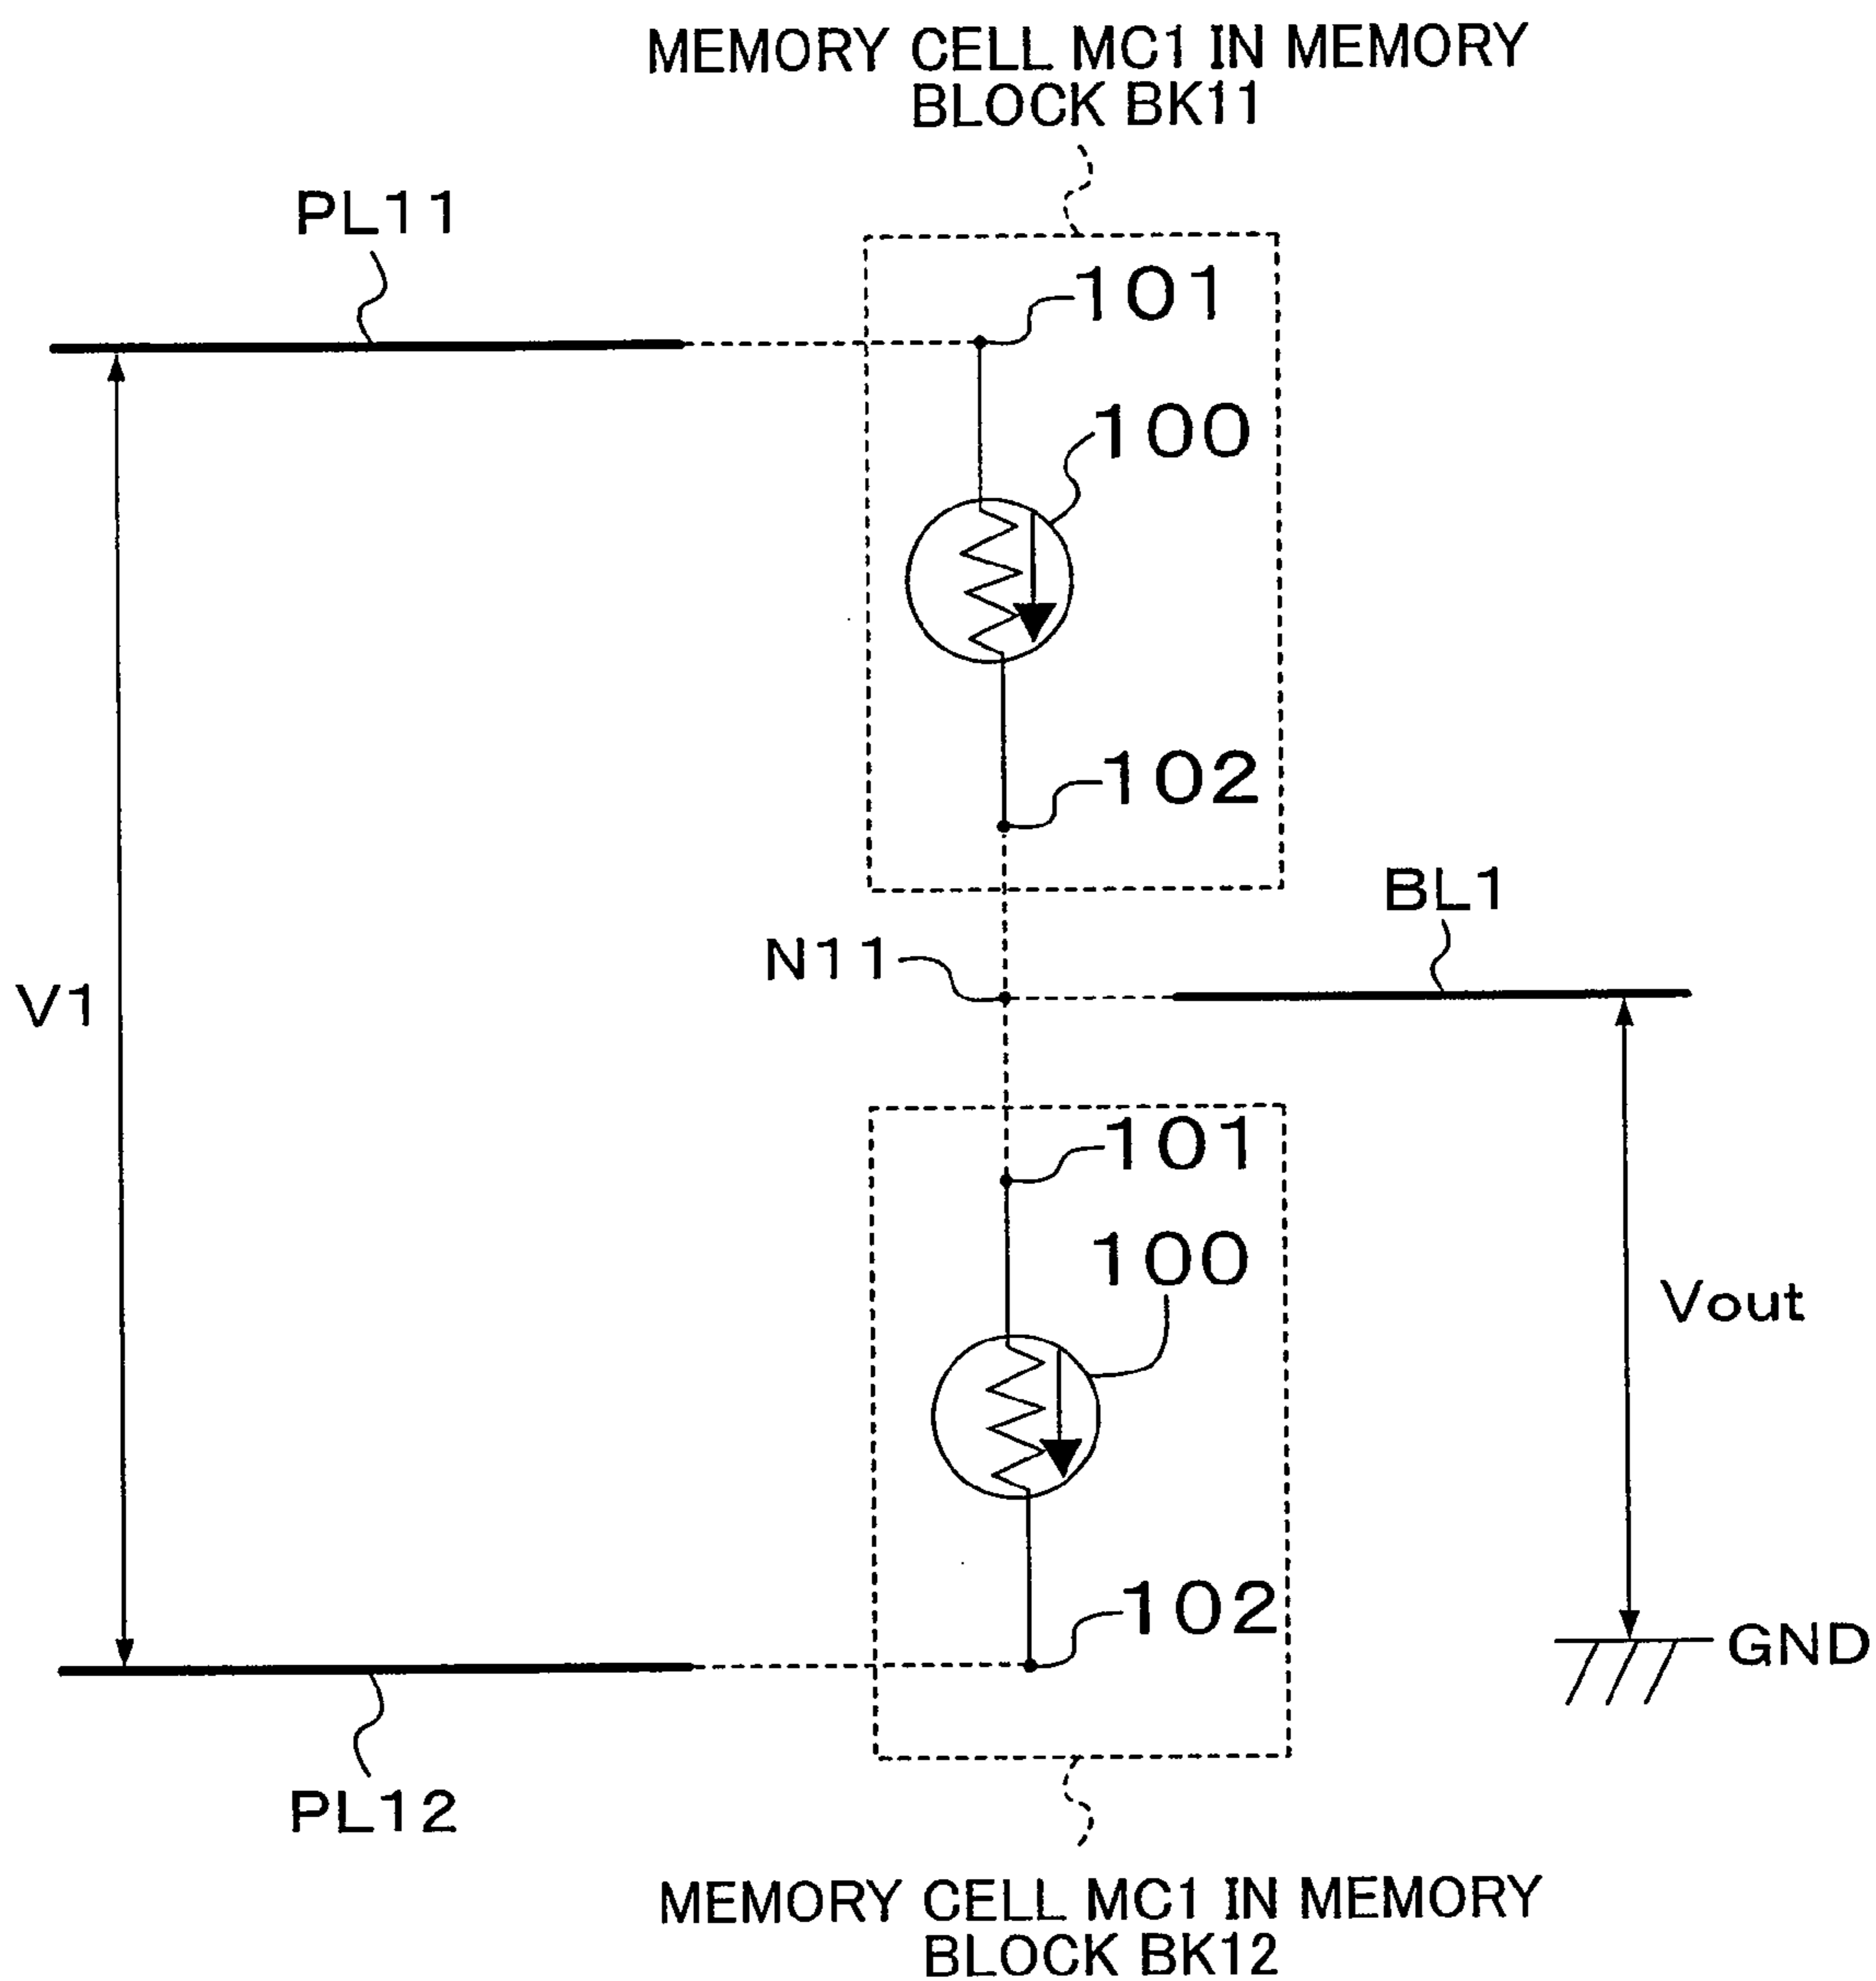 MEMORY CELL MC1 IN MEMORY
BLOCK BK11
PL11
101
100
102
BL1
N11
V1
101
100
Vout
102
GND
PL12
MEMORY CELL MC1 IN MEMORY
BLOCK BK12